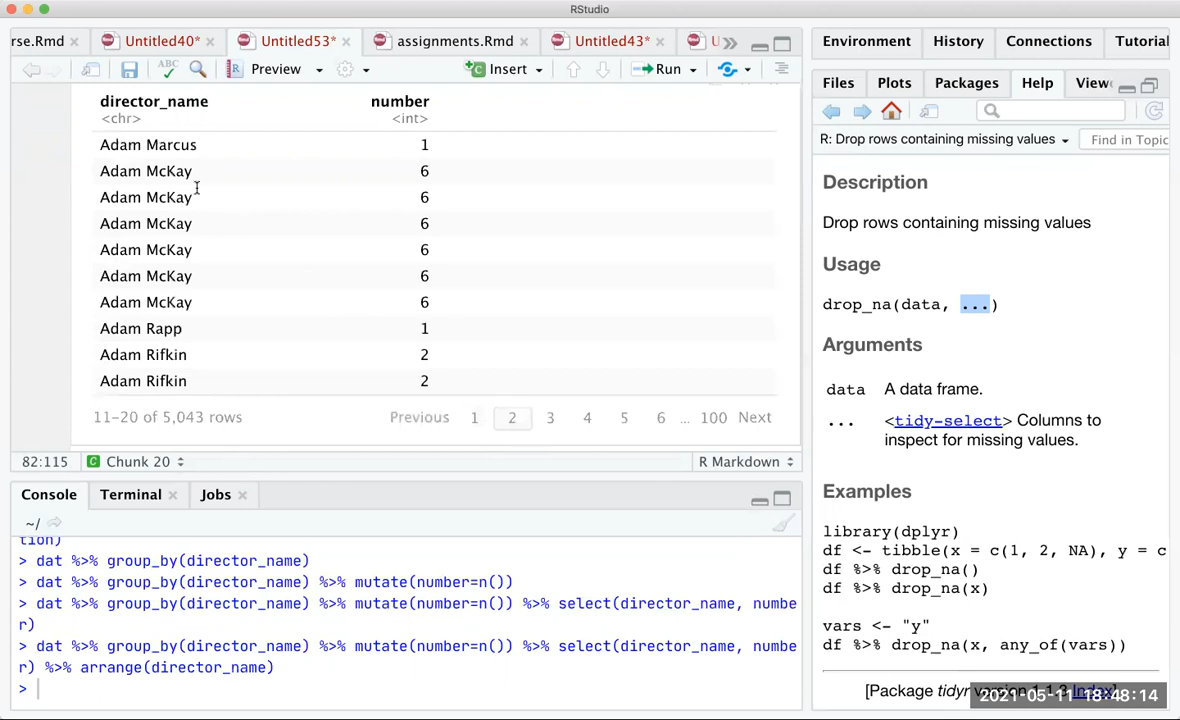 RStudio
rse.Rmd Untitled40* Untitled53* assignments.Rmd Untitled43* U
Preview Insert Run
director_name number
<chr> <int>
Adam Marcus 1
Adam McKay 6
Adam McKay 6
Adam McKay 6
Adam McKay 6
Adam McKay 6
Adam McKay 6
Adam Rapp 1
Adam Rifkin 2
Adam Rifkin 2
11-20 of 5,043 rows Previous 1 2 3 4 5 6 ... 100 Next
82:115 C Chunk 20 R Markdown
Console Terminal Jobs
~/
tion)
> dat %>% group_by(director_name)
> dat %>% group_by(director_name) %>% mutate(number=n())
> dat %>% group_by(director_name) %>% mutate(number=n()) %>% select(director_name, numbe
r)
> dat %>% group_by(director_name) %>% mutate(number=n()) %>% select(director_name, numbe
r) %>% arrange(director_name)
>
Environment History Connections Tutorial
Files Plots Packages Help View
R: Drop rows containing missing values Find in Topic
Description
Drop rows containing missing values
Usage
drop_na(data, ...)
Arguments
data A data frame.
... <tidy-select> Columns to
inspect for missing values.
Examples
library(dplyr)
df <- tibble(x = c(1, 2, NA), y = c
df %>% drop_na()
df %>% drop_na(x)
vars <- "y"
df %>% drop_na(x, any_of(vars))
[Package tidyr
2021-05-11 18:48:14